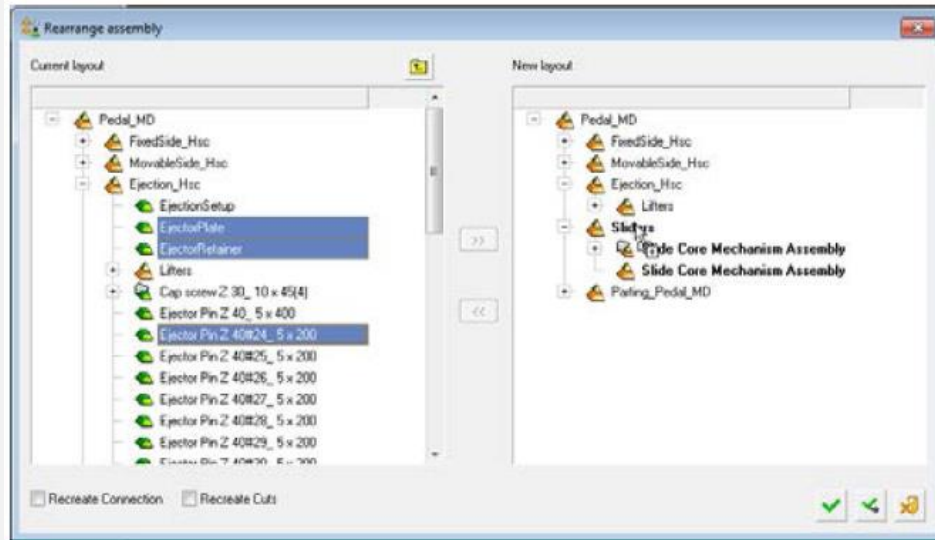 Rearrange assembly
Current layout
New layout
Pedal_MD
FixedSide_Hsc
MovableSide_Hsc
Ejection_Hsc
EjectionSetup
EjectorPlate
EjectorRetainer
Lifters
Cap screw Z 30_ 10 x 45(4)
Ejector Pin Z 40_ 5 x 400
Ejector Pin Z 40#24_ 5 x 200
Ejector Pin Z 40#25_ 5 x 200
Ejector Pin Z 40#26_ 5 x 200
Ejector Pin Z 40#27_ 5 x 200
Ejector Pin Z 40#28_ 5 x 200
Ejector Pin Z 40#29_ 5 x 200
>>
<<
Pedal_MD
FixedSide_Hsc
MovableSide_Hsc
Ejection_Hsc
Lifters
Core Mechanism Assembly
Slide Core Mechanism Assembly
Parting_Pedal_MD
Recreate Connection
Recreate Cuts